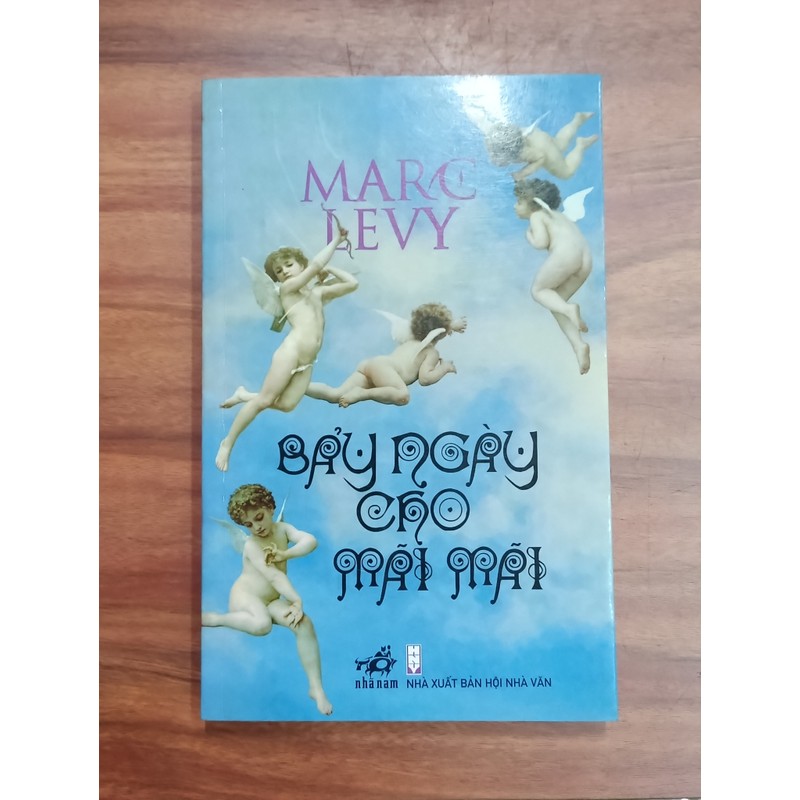 MARC
LEVY
BẢY NGÀY
CHO
MÃI MÃI
nhã nam
NHÀ XUẤT BẢN HỘI NHÀ VĂN